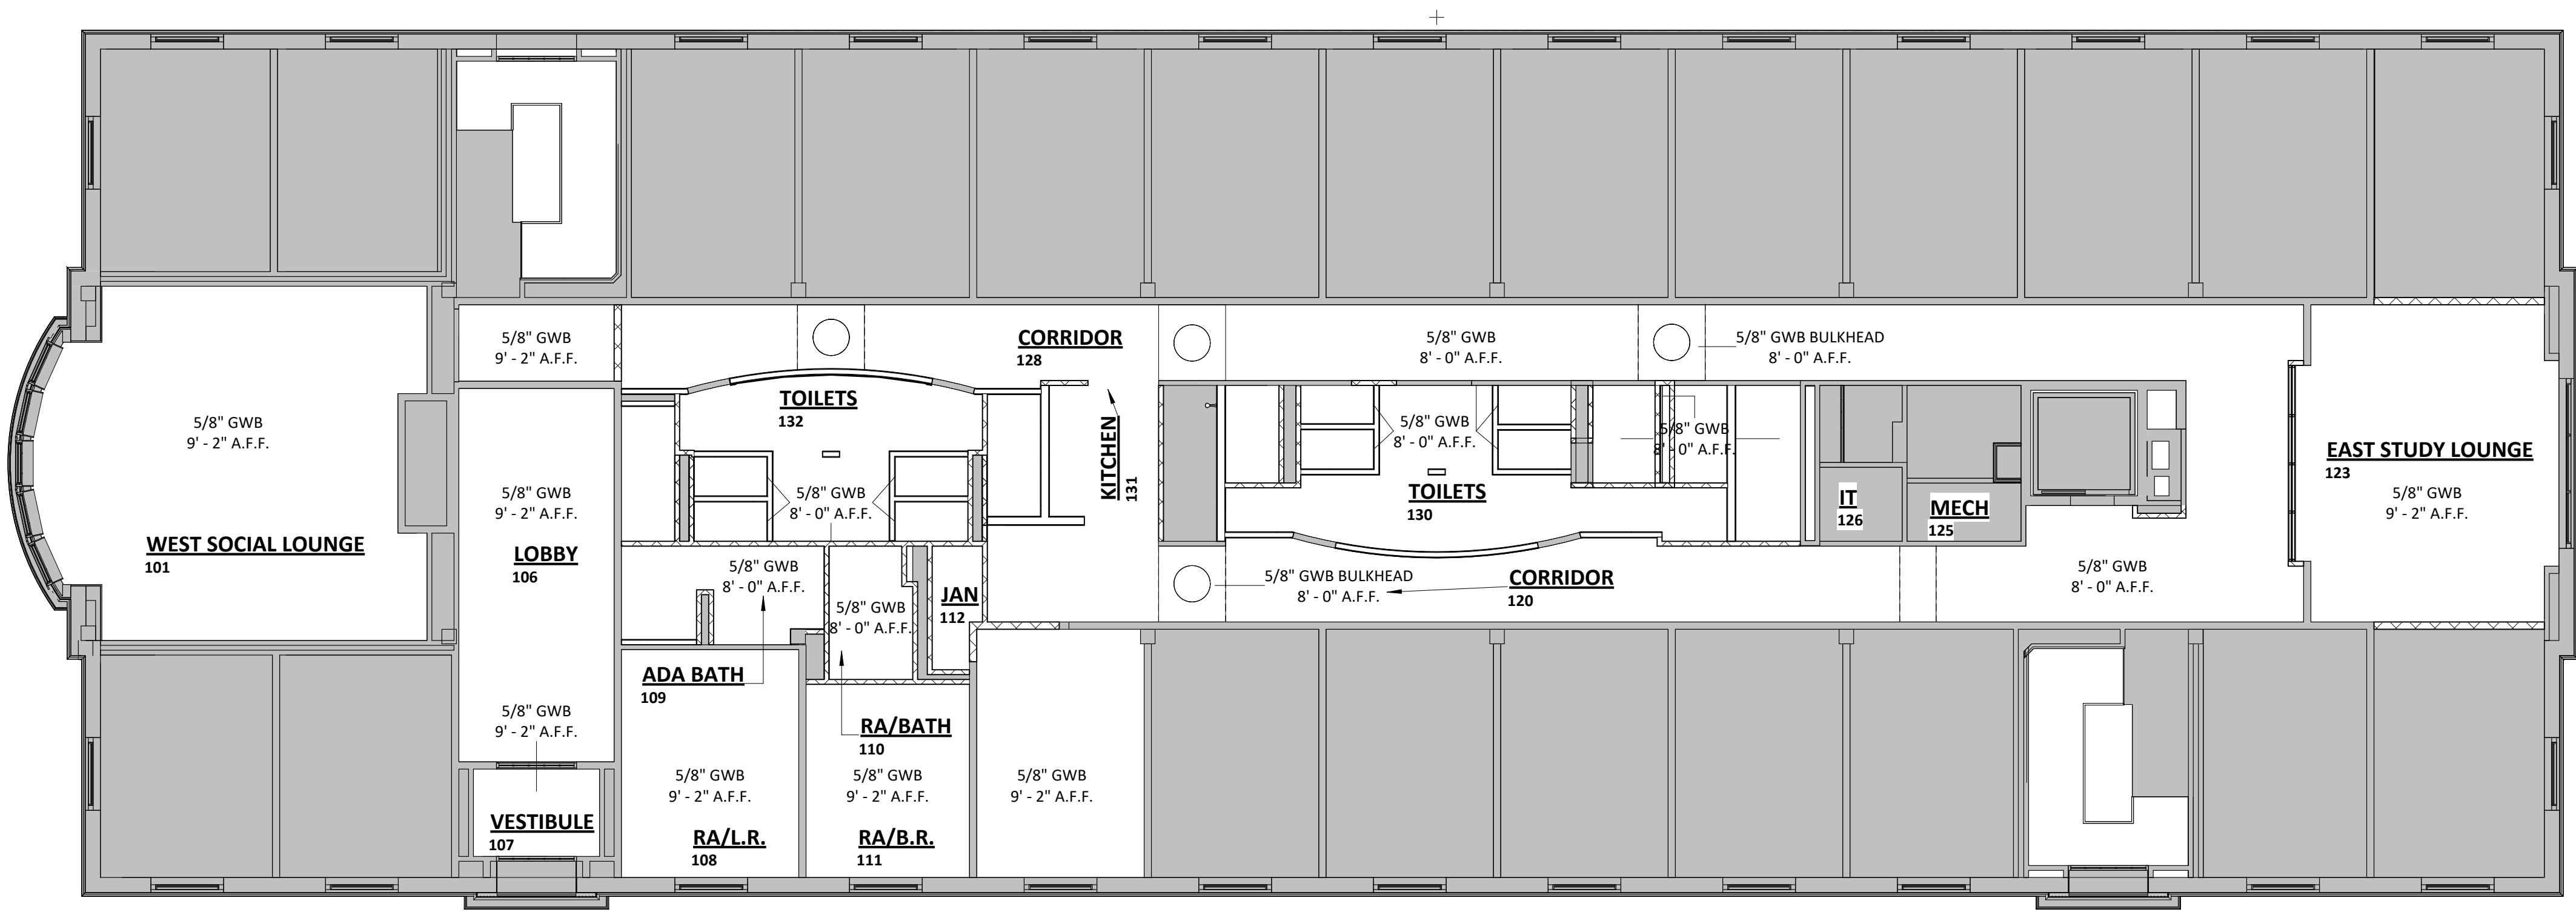 5/8" GWB
9' - 2" A.F.F.
CORRIDOR
128
5/8" GWB
8' - 0" A.F.F.
5/8" GWB BULKHEAD
8' - 0" A.F.F.
5/8" GWB
9' - 2" A.F.F.
WEST SOCIAL LOUNGE
101
TOILETS
132
5/8" GWB
8' - 0" A.F.F.
KITCHEN
131
5/8" GWB
8' - 0" A.F.F.
TOILETS
130
5/8" GWB
8' - 0" A.F.F.
IT
126
MECH
125
EAST STUDY LOUNGE
123
5/8" GWB
9' - 2" A.F.F.
5/8" GWB
9' - 2" A.F.F.
LOBBY
106
5/8" GWB
8' - 0" A.F.F.
5/8" GWB
8' - 0" A.F.F.
JAN
112
5/8" GWB BULKHEAD
8' - 0" A.F.F.
CORRIDOR
120
5/8" GWB
8' - 0" A.F.F.
ADA BATH
109
5/8" GWB
9' - 2" A.F.F.
RA/BATH
110
5/8" GWB
9' - 2" A.F.F.
5/8" GWB
9' - 2" A.F.F.
5/8" GWB
9' - 2" A.F.F.
VESTIBULE
107
RA/L.R.
108
RA/B.R.
111